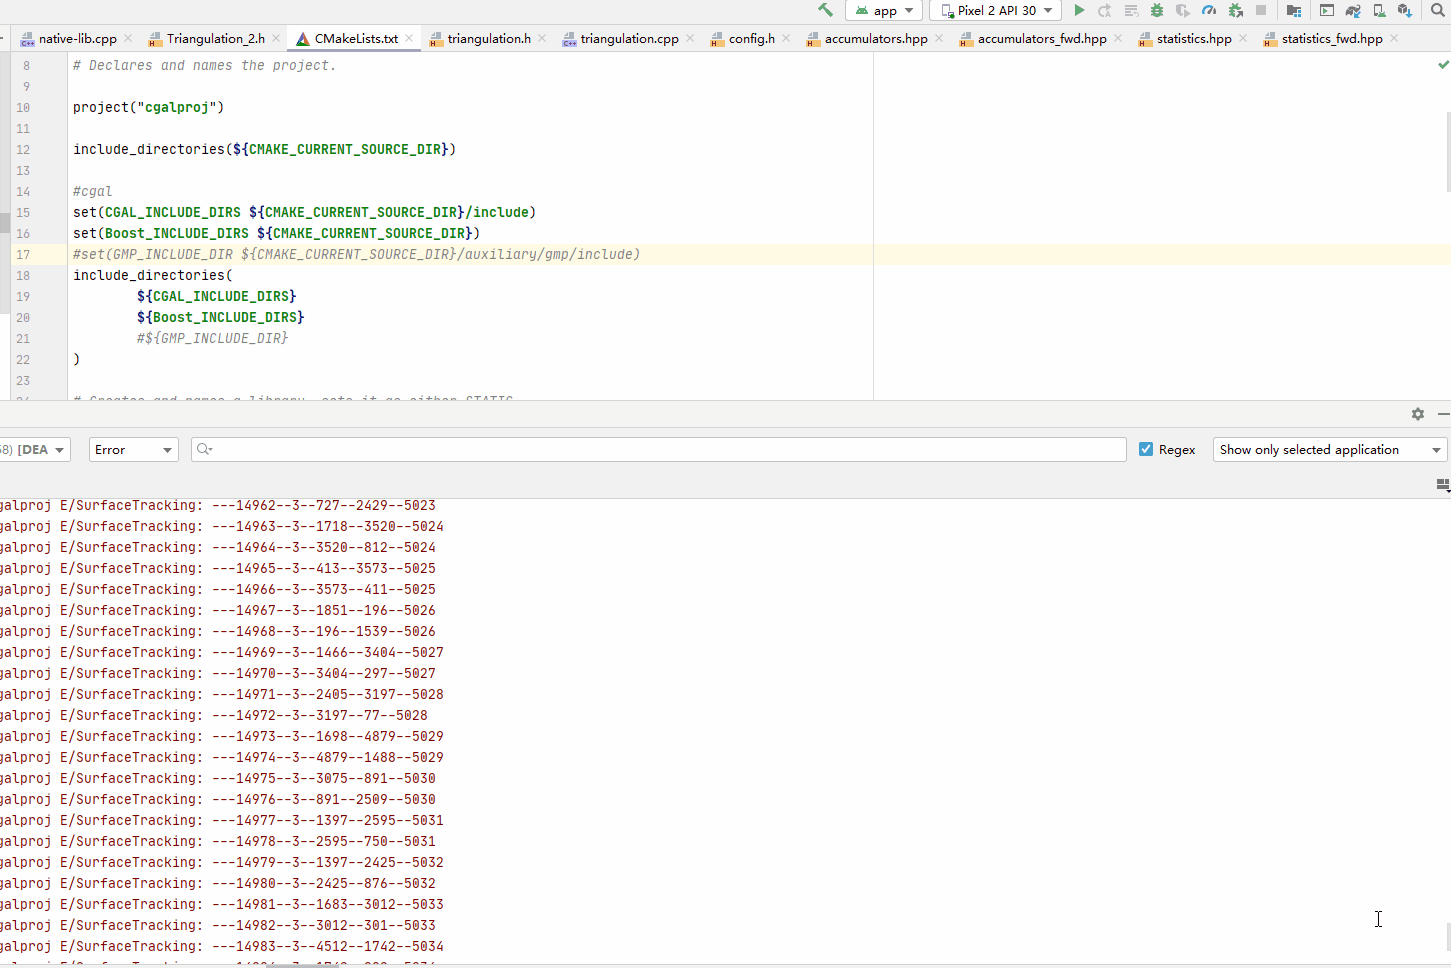 app
Pixel 2 API 30
native-lib.cpp
Triangulation_2.h
CMakeLists.txt
triangulation.h
triangulation.cpp
config.h
accumulators.hpp
accumulators_fwd.hpp
statistics.hpp
statistics_fwd.hpp
8 # Declares and names the project.
9
10 project("cgalproj")
11
12 include_directories(${CMAKE_CURRENT_SOURCE_DIR})
13
14 #cgal
15 set(CGAL_INCLUDE_DIRS ${CMAKE_CURRENT_SOURCE_DIR}/include)
16 set(Boost_INCLUDE_DIRS ${CMAKE_CURRENT_SOURCE_DIR})
17 #set(GMP_INCLUDE_DIR ${CMAKE_CURRENT_SOURCE_DIR}/auxiliary/gmp/include)
18 include_directories(
19 ${CGAL_INCLUDE_DIRS}
20 ${Boost_INCLUDE_DIRS}
21 #${GMP_INCLUDE_DIR}
22 )
23
# Creates and names a library, sets it as either STATIC
58) [DEA
Error
Regex
Show only selected application
galproj E/SurfaceTracking: ---14962--3--727--2429--5023
galproj E/SurfaceTracking: ---14963--3--1718--3520--5024
galproj E/SurfaceTracking: ---14964--3--3520--812--5024
galproj E/SurfaceTracking: ---14965--3--413--3573--5025
galproj E/SurfaceTracking: ---14966--3--3573--411--5025
galproj E/SurfaceTracking: ---14967--3--1851--196--5026
galproj E/SurfaceTracking: ---14968--3--196--1539--5026
galproj E/SurfaceTracking: ---14969--3--1466--3404--5027
galproj E/SurfaceTracking: ---14970--3--3404--297--5027
galproj E/SurfaceTracking: ---14971--3--2405--3197--5028
galproj E/SurfaceTracking: ---14972--3--3197--77--5028
galproj E/SurfaceTracking: ---14973--3--1698--4879--5029
galproj E/SurfaceTracking: ---14974--3--4879--1488--5029
galproj E/SurfaceTracking: ---14975--3--3075--891--5030
galproj E/SurfaceTracking: ---14976--3--891--2509--5030
galproj E/SurfaceTracking: ---14977--3--1397--2595--5031
galproj E/SurfaceTracking: ---14978--3--2595--750--5031
galproj E/SurfaceTracking: ---14979--3--1397--2425--5032
galproj E/SurfaceTracking: ---14980--3--2425--876--5032
galproj E/SurfaceTracking: ---14981--3--1683--3012--5033
galproj E/SurfaceTracking: ---14982--3--3012--301--5033
galproj E/SurfaceTracking: ---14983--3--4512--1742--5034